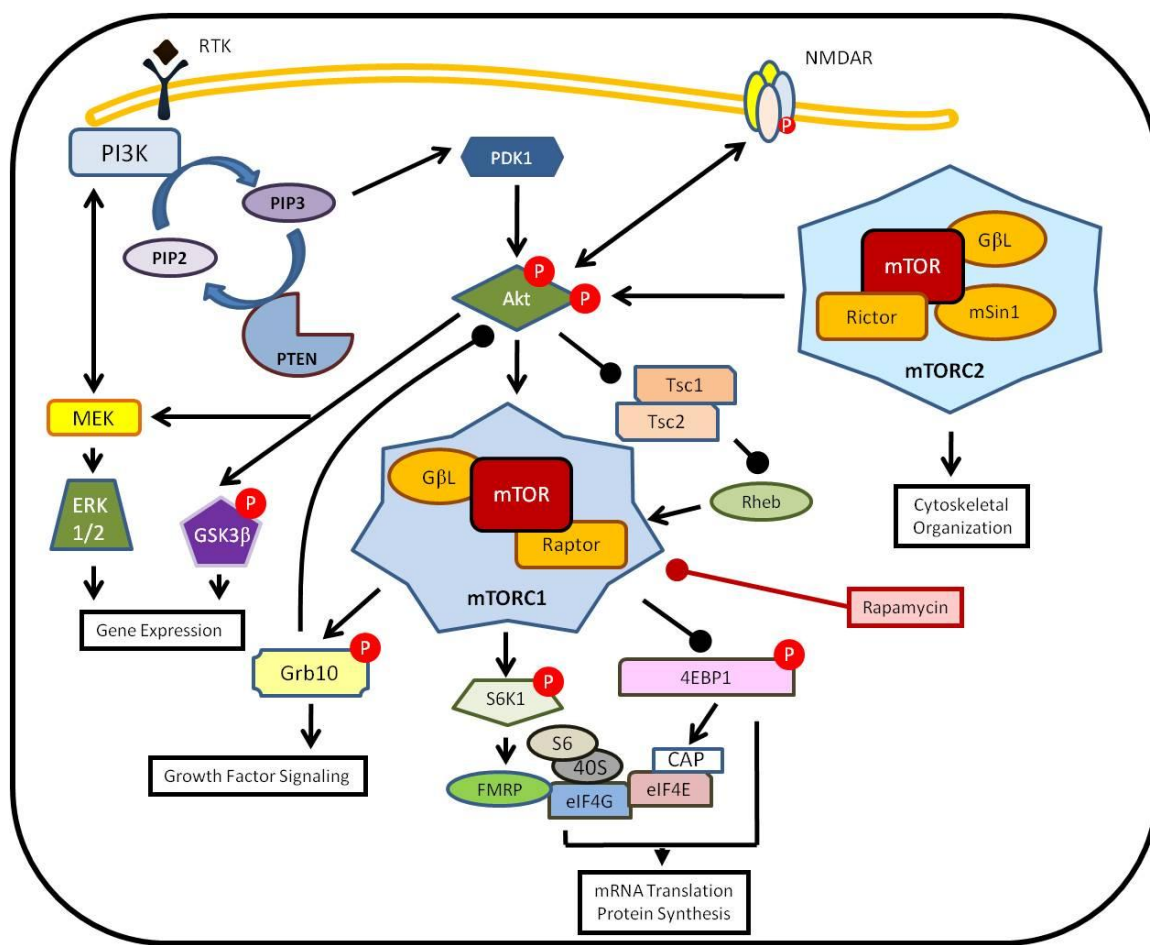 RTK
NMDAR
P
PI3K
PDK1
PIP3
PIP2
PTEN
P
Akt
P
GβL
mTOR
Rictor
mSin1
mTORC2
Tsc1
Tsc2
MEK
GβL
mTOR
Raptor
mTORC1
Rheb
Cytoskeletal
Organization
ERK
1/2
P
GSK3β
Rapamycin
Gene Expression
P
Grb10
P
S6K1
P
4EBP1
Growth Factor Signaling
S6
40S
CAP
FMRP
eIF4G
eIF4E
mRNA Translation
Protein Synthesis